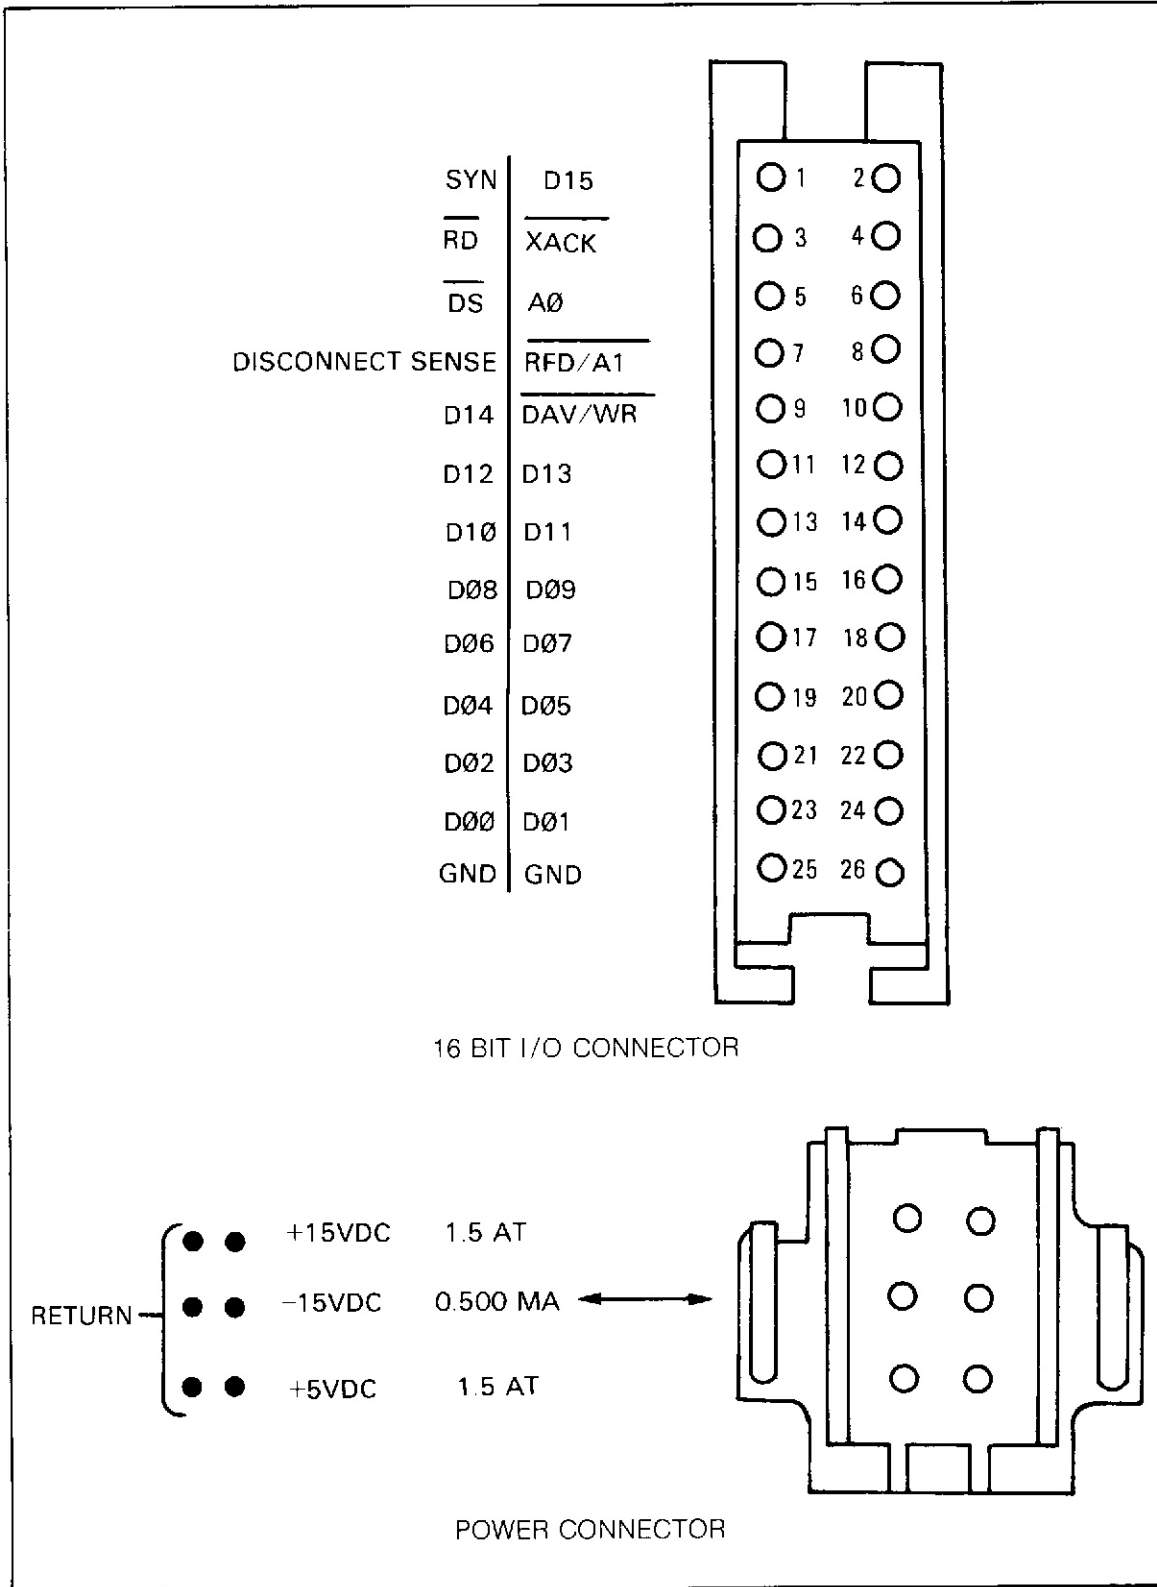 SYN D15
RD XACK
DS AØ
DISCONNECT SENSE RFD/A1
D14 DAV/WR
D12 D13
D1Ø D11
DØ8 DØ9
DØ6 DØ7
DØ4 DØ5
DØ2 DØ3
DØØ DØ1
GND GND
1 2
3 4
5 6
7 8
9 10
11 12
13 14
15 16
17 18
19 20
21 22
23 24
25 26
16 BIT I/O CONNECTOR
RETURN
+15VDC 1.5 AT
-15VDC 0.500 MA
+5VDC 1.5 AT
POWER CONNECTOR